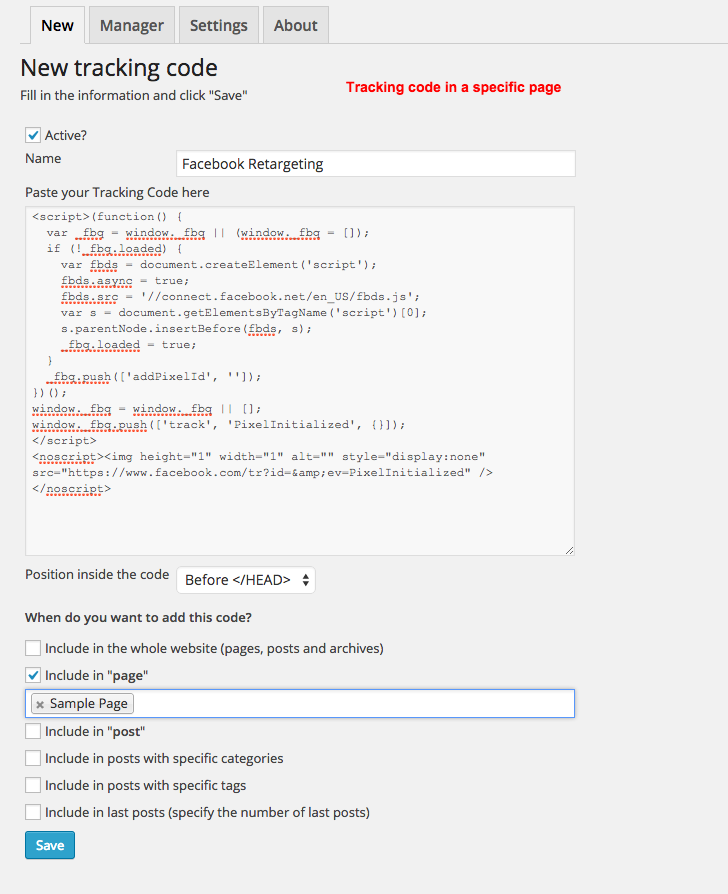 New Manager Settings About
New tracking code
Tracking code in a specific page
Fill in the information and click "Save"
Active?
Name
Facebook Retargeting
Paste your Tracking Code here
<script>(function() {
var _fbq = window._fbq || (window._fbq = []);
if (!_fbq.loaded) {
var fbds = document.createElement('script');
fbds.async = true;
fbds.src = '//connect.facebook.net/en_US/fbds.js';
var s = document.getElementsByTagName('script')[0];
s.parentNode.insertBefore(fbds, s);
_fbq.loaded = true;
}
_fbq.push(['addPixelId', '']);
})();
window._fbq = window._fbq || [];
window._fbq.push(['track', 'PixelInitialized', {}]);
</script>
<noscript><img height="1" width="1" alt="" style="display:none"
src="https://www.facebook.com/tr?id=&amp;ev=PixelInitialized" />
</noscript>
Position inside the code
Before </HEAD>
When do you want to add this code?
Include in the whole website (pages, posts and archives)
Include in "page"
× Sample Page
Include in "post"
Include in posts with specific categories
Include in posts with specific tags
Include in last posts (specify the number of last posts)
Save